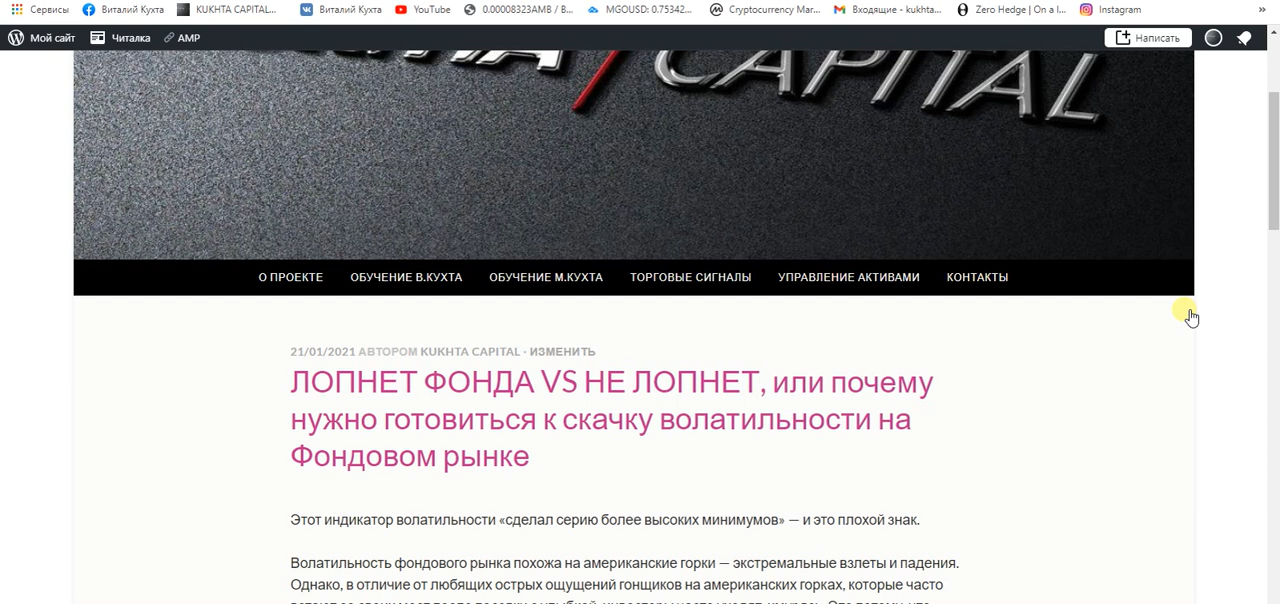 Сервисы Виталий Кухта KUKHTA CAPITAL... Виталий Кухта YouTube 0.00008323AMB / B... MGOUSD: 0.75342... Cryptocurrency Mar... Входящие - kukhta... Zero Hedge | On a l... Instagram »
Мой сайт Читалка AMP Написать
CAPITAL
О ПРОЕКТЕ ОБУЧЕНИЕ В.КУХТА ОБУЧЕНИЕ М.КУХТА ТОРГОВЫЕ СИГНАЛЫ УПРАВЛЕНИЕ АКТИВАМИ КОНТАКТЫ
21/01/2021 АВТОРОМ KUKHTA CAPITAL · ИЗМЕНИТЬ
ЛОПНЕТ ФОНДА VS НЕ ЛОПНЕТ, или почему
нужно готовиться к скачку волатильности на
Фондовом рынке
Этот индикатор волатильности «сделал серию более высоких минимумов» — и это плохой знак.
Волатильность фондового рынка похожа на американские горки — экстремальные взлеты и падения.
Однако, в отличие от любящих острых ощущений гонщиков на американских горках, которые часто